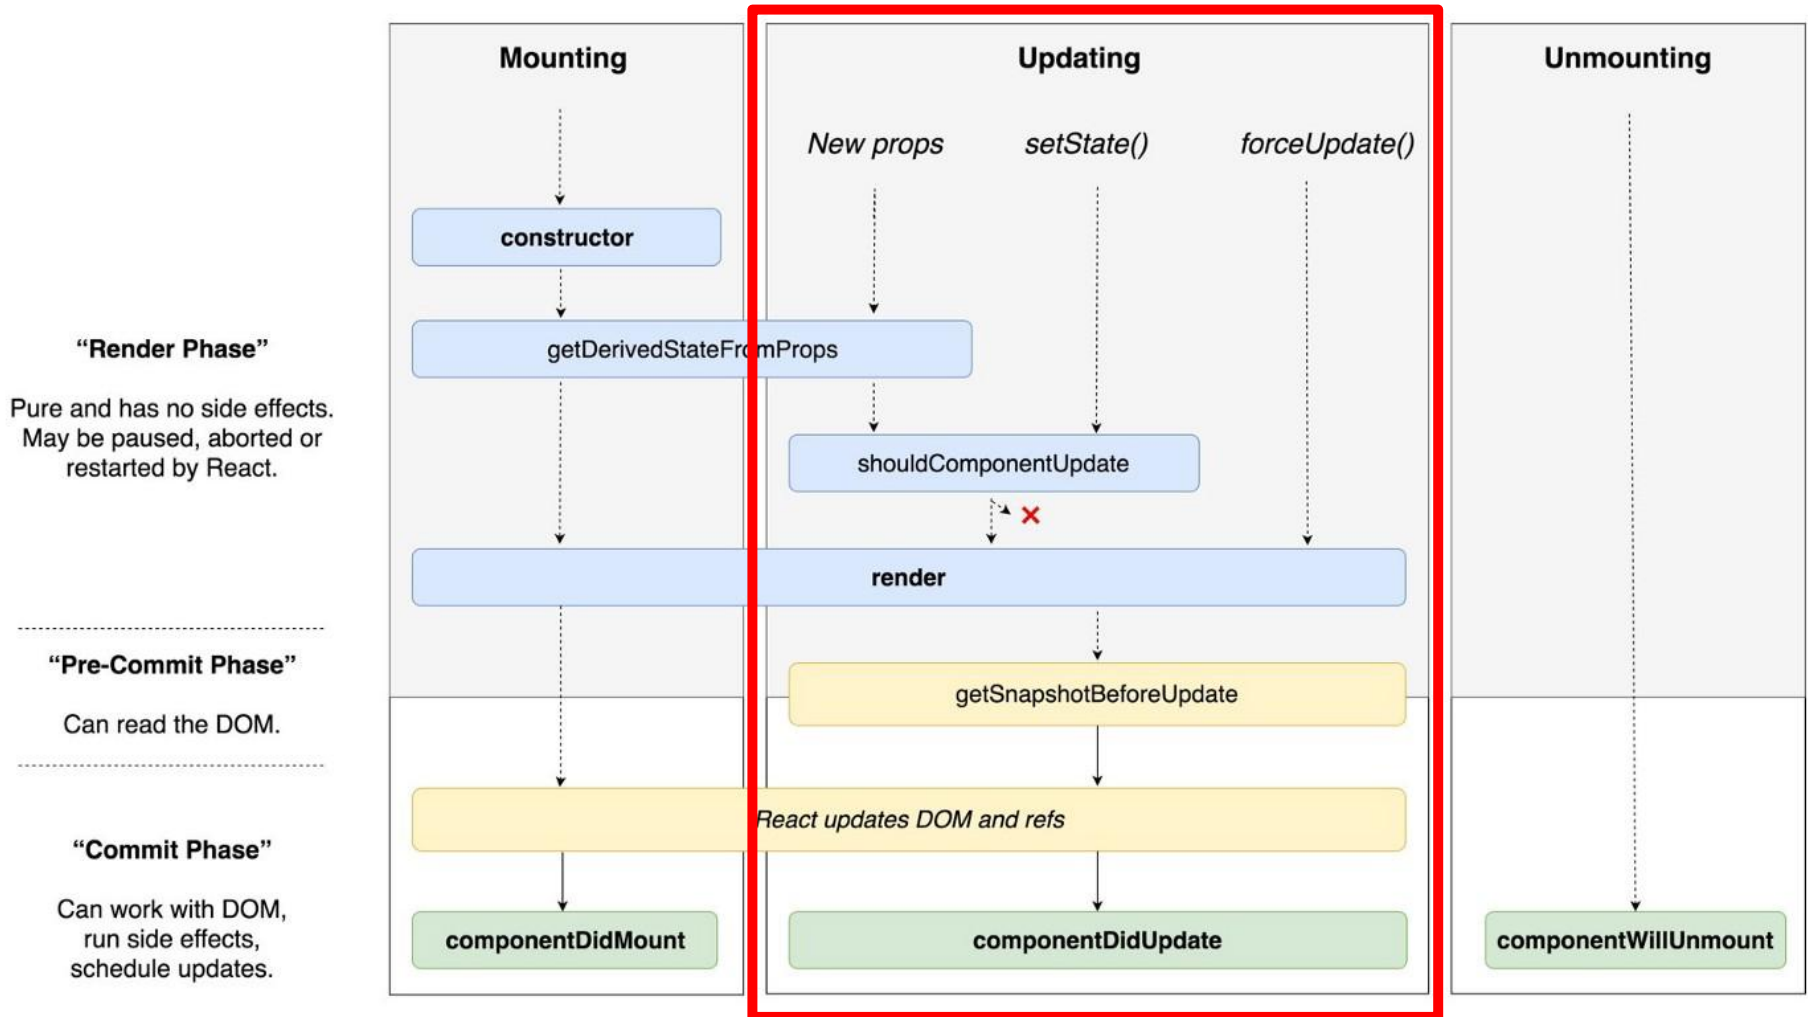 Mounting
Updating
Unmounting
New props
setState()
forceUpdate()
constructor
“Render Phase”
getDerivedStateFromProps
Pure and has no side effects.
May be paused, aborted or
restarted by React.
shouldComponentUpdate
render
“Pre-Commit Phase”
getSnapshotBeforeUpdate
Can read the DOM.
React updates DOM and refs
“Commit Phase”
Can work with DOM,
run side effects,
schedule updates.
componentDidMount
componentDidUpdate
componentWillUnmount